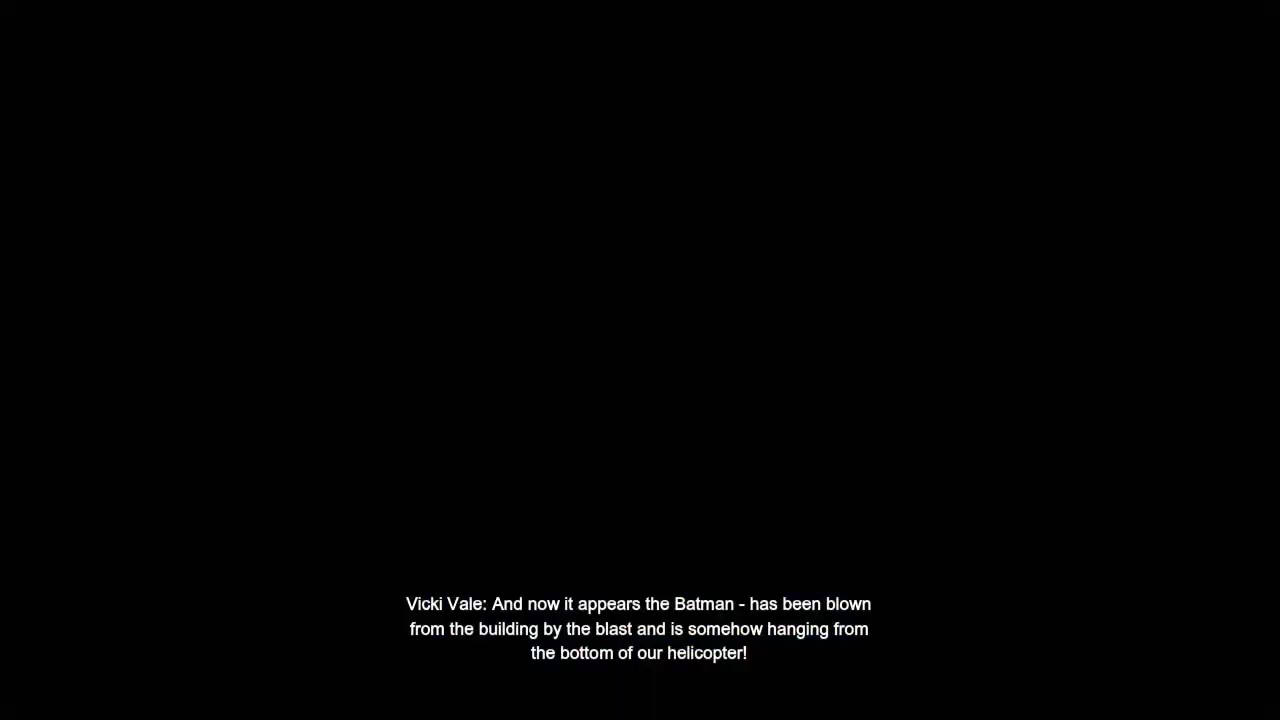 Vicki Vale: And now it appears the Batman - has been blown
from the building by the blast and is somehow hanging from
the bottom of our helicopter!